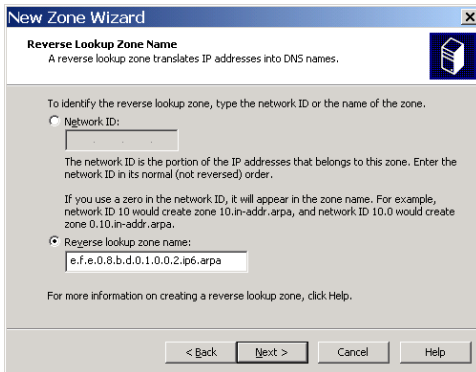 New Zone Wizard
Reverse Lookup Zone Name
A reverse lookup zone translates IP addresses into DNS names.
To identify the reverse lookup zone, type the network ID or the name of the zone.
Network ID:
. . .
The network ID is the portion of the IP addresses that belongs to this zone. Enter the
network ID in its normal (not reversed) order.
If you use a zero in the network ID, it will appear in the zone name. For example,
network ID 10 would create zone 10.in-addr.arpa, and network ID 10.0 would create
zone 0.10.in-addr.arpa.
Reverse lookup zone name:
e.f.e.0.8.b.d.0.1.0.0.2.ip6.arpa
For more information on creating a reverse lookup zone, click Help.
< Back Next > Cancel Help